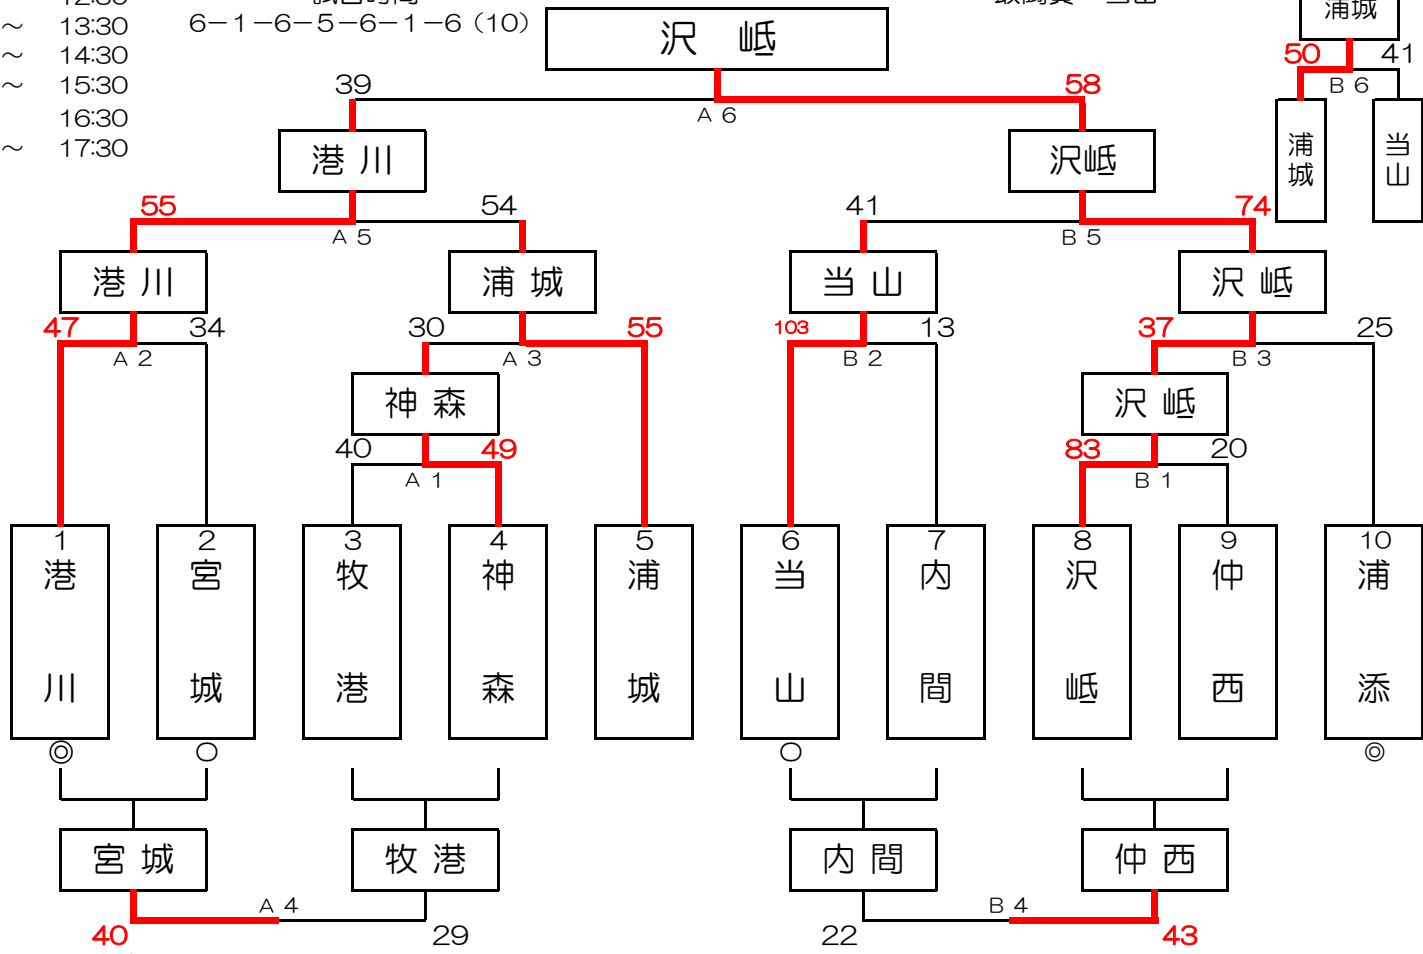 ～ 13:30
6－1－6－5－6－1－6（10）
沢 岻
浦城
～ 14:30
50 41
～ 15:30
39 58
B 6
A 6
16:30
～ 17:30
港 川
沢岻
浦城
当山
55 54
41 74
A 5
B 5
港 川
浦 城
当 山
沢 岻
47 34
30 55
103 13
37 25
A 2
A 3
B 2
B 3
神 森
沢 岻
40 49
83 20
A 1
B 1
1 2 3 4 5 6 7 8 9 10
港川
宮城
牧港
神森
浦城
当山
内間
沢岻
仲西
浦添
◎ ○ ○ ◎
宮 城
牧 港
内 間
仲 西
A 4
B 4
40 29
22 43